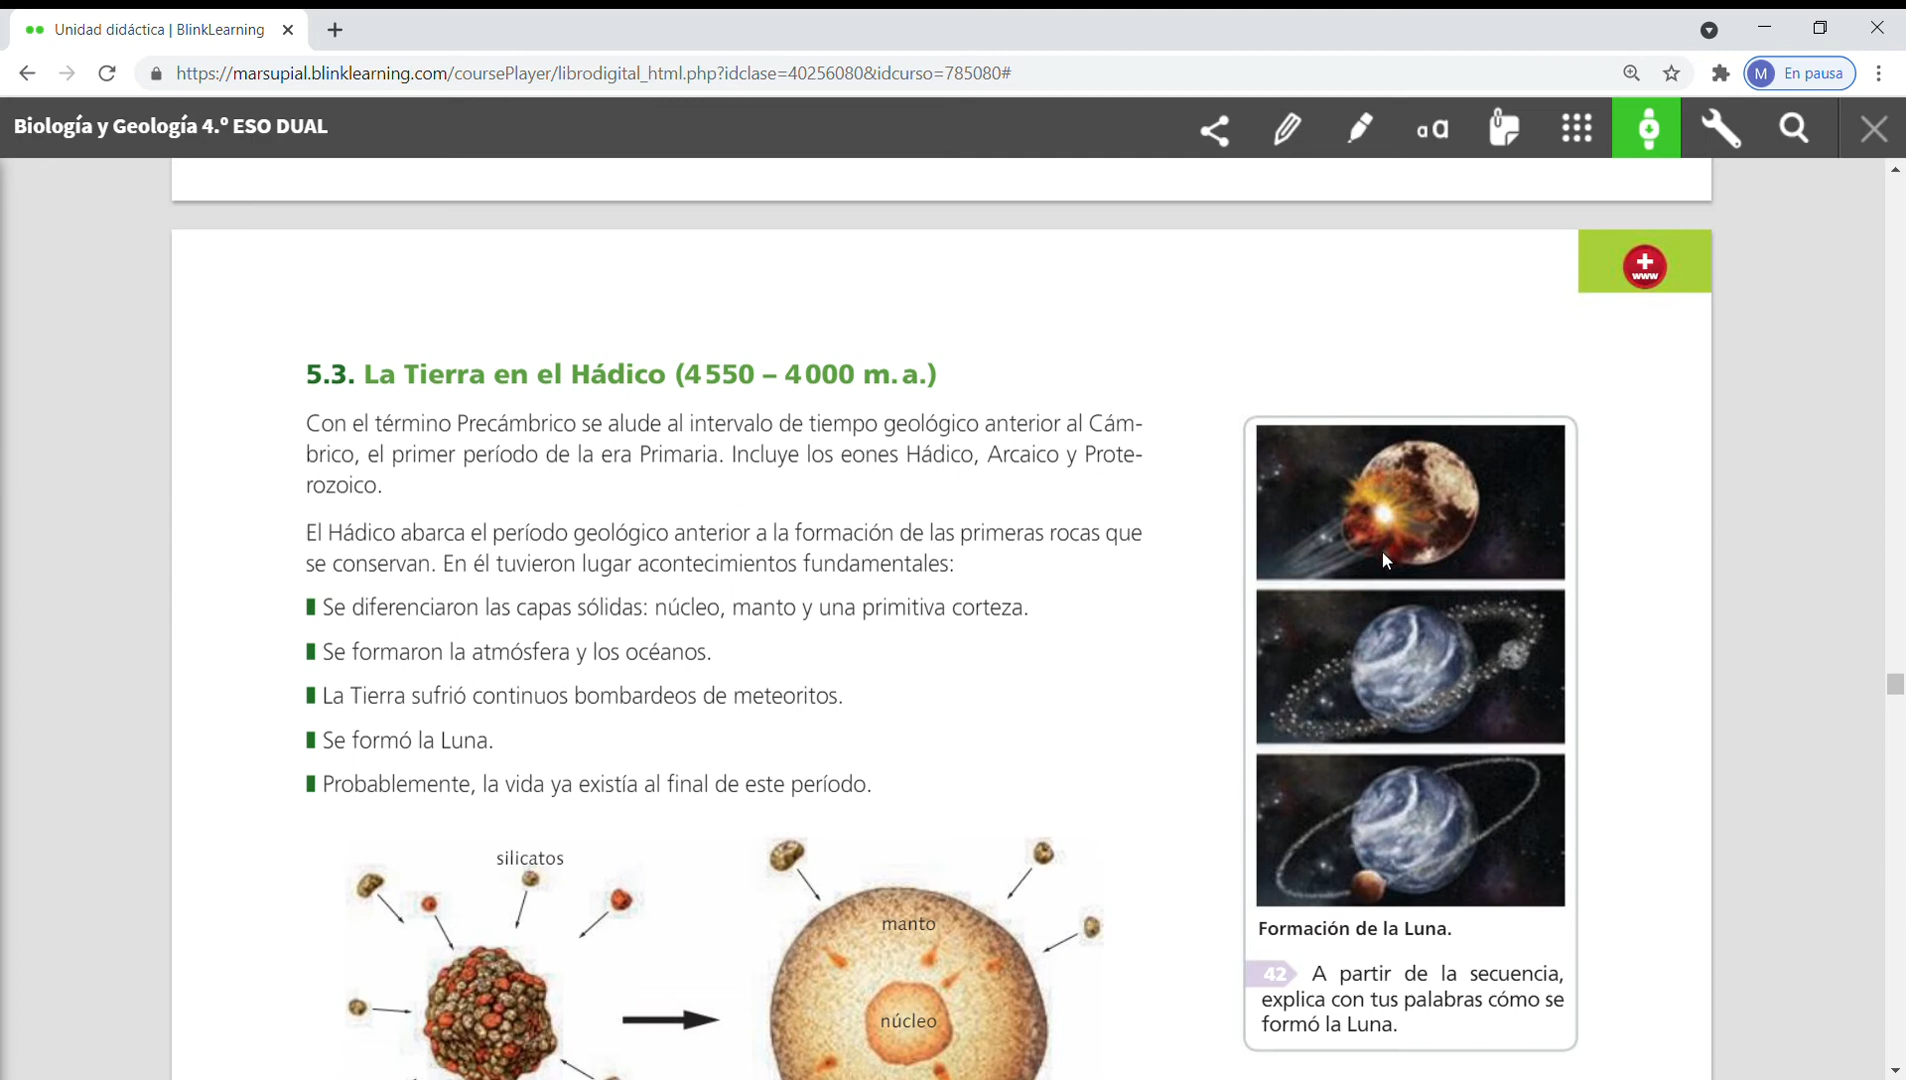 Unidad didáctica | BlinkLearning
https://marsupial.blinklearning.com/coursePlayer/librodigital_html.php?idclase=40256080&idcurso=785080#
M En pausa
Biología y Geología 4.º ESO DUAL
a a
+
www
5.3. La Tierra en el Hádico (4 550 – 4 000 m. a.)
Con el término Precámbrico se alude al intervalo de tiempo geológico anterior al Cám-
brico, el primer período de la era Primaria. Incluye los eones Hádico, Arcaico y Prote-
rozoico.
El Hádico abarca el período geológico anterior a la formación de las primeras rocas que
se conservan. En él tuvieron lugar acontecimientos fundamentales:
Se diferenciaron las capas sólidas: núcleo, manto y una primitiva corteza.
Se formaron la atmósfera y los océanos.
La Tierra sufrió continuos bombardeos de meteoritos.
Se formó la Luna.
Probablemente, la vida ya existía al final de este período.
silicatos
manto
núcleo
Formación de la Luna.
42 A partir de la secuencia,
explica con tus palabras cómo se
formó la Luna.